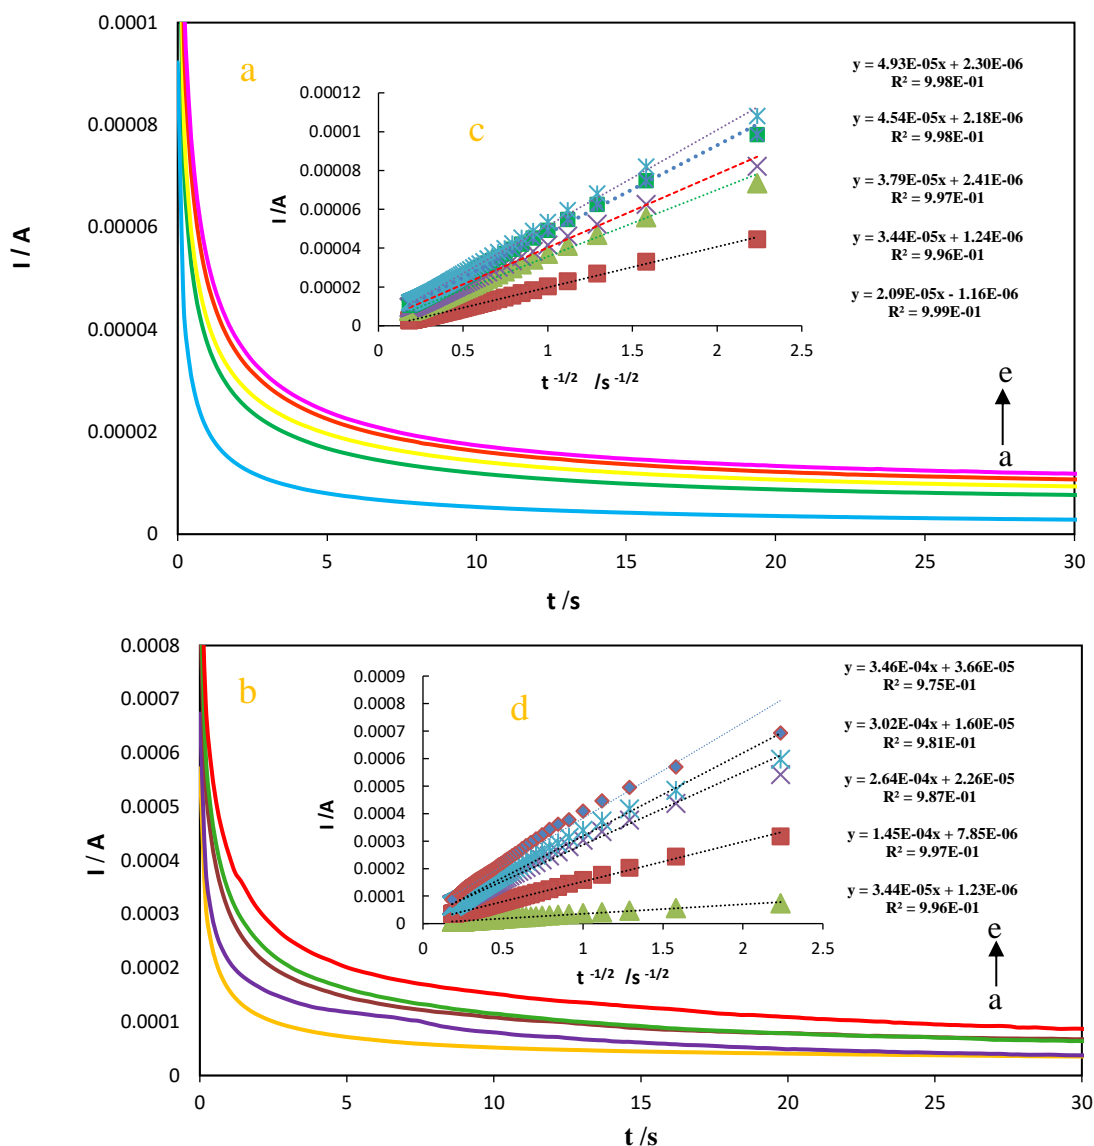 0.0001
0.00008
0.00006
0.00004
0.00002
0
I / A
0
5
10
15
20
25
30
t /s
a
c
0.00012
0.0001
0.00008
0.00006
0.00004
0.00002
0
I /A
0
0.5
1
1.5
2
2.5
t -1/2 /s -1/2
y = 4.93E-05x + 2.30E-06
R² = 9.98E-01
y = 4.54E-05x + 2.18E-06
R² = 9.98E-01
y = 3.79E-05x + 2.41E-06
R² = 9.97E-01
y = 3.44E-05x + 1.24E-06
R² = 9.96E-01
y = 2.09E-05x - 1.16E-06
R² = 9.99E-01
e
a
0.0008
0.0007
0.0006
0.0005
0.0004
0.0003
0.0002
0.0001
0
I / A
0
5
10
15
20
25
30
t /s
b
d
0.0009
0.0008
0.0007
0.0006
0.0005
0.0004
0.0003
0.0002
0.0001
0
I /A
0
0.5
1
1.5
2
2.5
t -1/2 /s -1/2
y = 3.46E-04x + 3.66E-05
R² = 9.75E-01
y = 3.02E-04x + 1.60E-05
R² = 9.81E-01
y = 2.64E-04x + 2.26E-05
R² = 9.87E-01
y = 1.45E-04x + 7.85E-06
R² = 9.97E-01
y = 3.44E-05x + 1.23E-06
R² = 9.96E-01
e
a